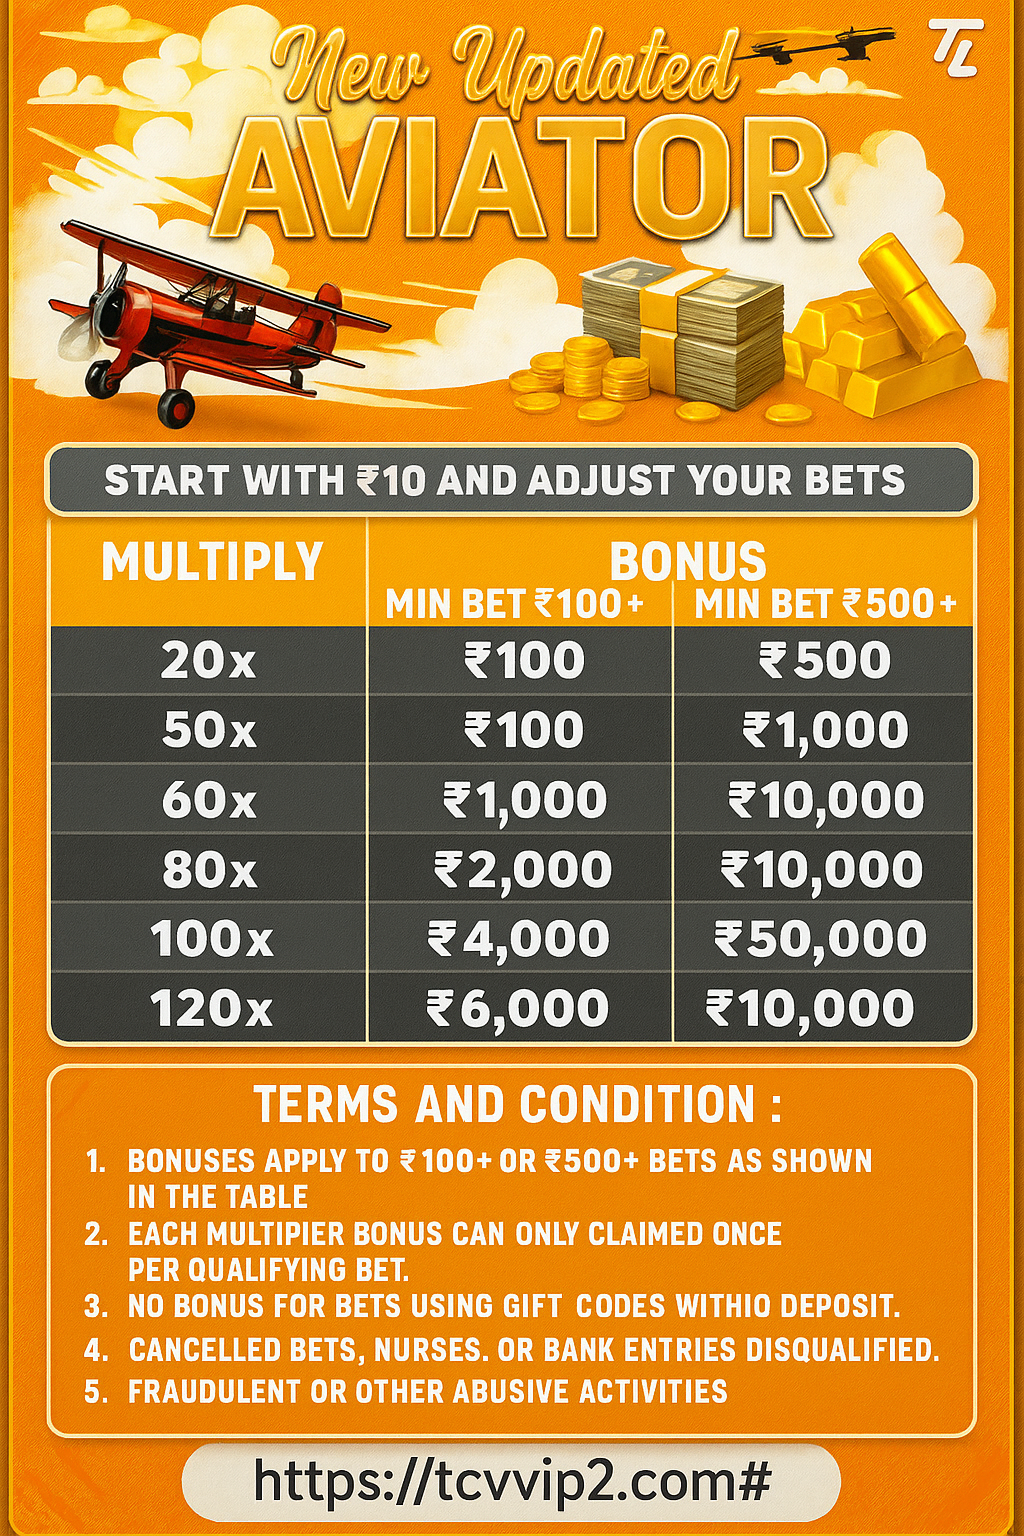 New Updated
TL
AVIATOR
START WITH ₹10 AND ADJUST YOUR BETS
MULTIPLY
BONUS
MIN BET ₹100+
MIN BET ₹500+
20x ₹100 ₹500
50x ₹100 ₹1,000
60x ₹1,000 ₹10,000
80x ₹2,000 ₹10,000
100x ₹4,000 ₹50,000
120x ₹6,000 ₹10,000
TERMS AND CONDITION :
1. BONUSES APPLY TO ₹100+ OR ₹500+ BETS AS SHOWN
IN THE TABLE
2. EACH MULTIPIER BONUS CAN ONLY CLAIMED ONCE
PER QUALIFYING BET.
3. NO BONUS FOR BETS USING GIFT CODES WITHIO DEPOSIT.
4. CANCELLED BETS, NURSES. OR BANK ENTRIES DISQUALIFIED.
5. FRAUDULENT OR OTHER ABUSIVE ACTIVITIES
https://tcvvip2.com#